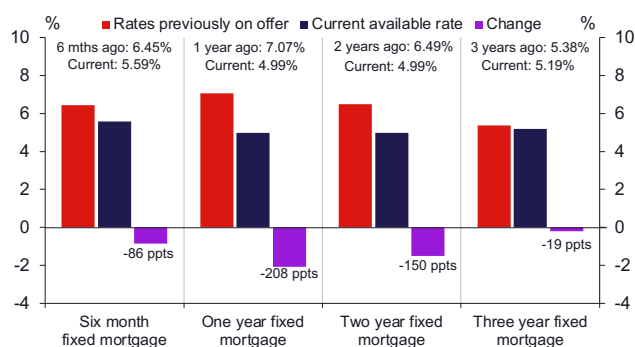 % Rates previously on offer Current available rate Change %
6 mths ago: 6.45%
Current: 5.59%
1 year ago: 7.07%
Current: 4.99%
2 years ago: 6.49%
Current: 4.99%
3 years ago: 5.38%
Current: 5.19%
10 10
8 8
6 6
4 4
2 2
0 0
-2 -2
-4 -4
-86 ppts
-208 ppts
-150 ppts
-19 ppts
Six month
fixed mortgage
One year fixed
mortgage
Two year fixed
mortgage
Three year fixed
mortgage